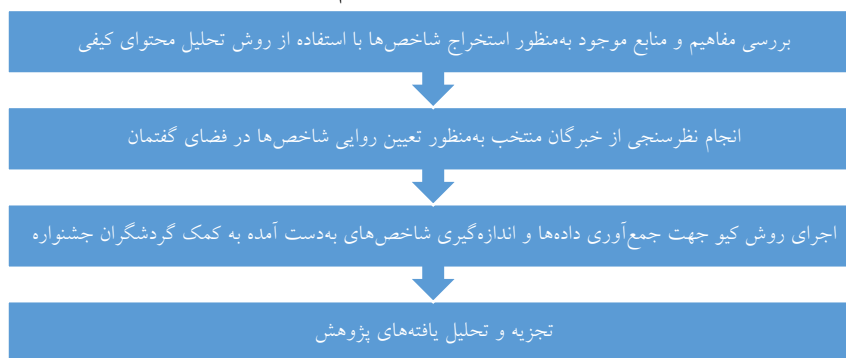 بررسی مفاهیم و منابع موجود به‌منظور استخراج شاخص‌ها با استفاده از روش تحلیل محتوای کیفی
انجام نظرسنجی از خبرگان منتخب به‌منظور تعیین روایی شاخص‌ها در فضای گفتمان
اجرای روش کیو جهت جمع‌آوری داده‌ها و اندازه‌گیری شاخص‌های به‌دست آمده به کمک گردشگران جشنواره
تجزیه و تحلیل یافته‌های پژوهش